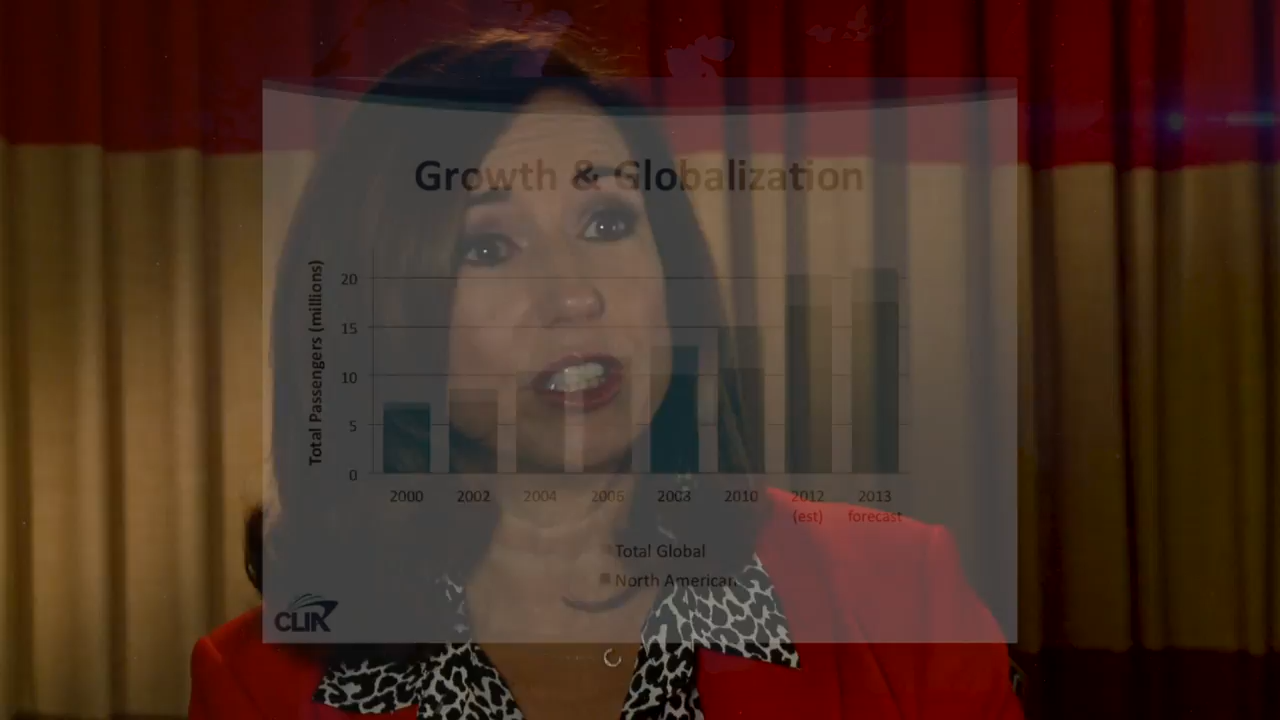 Growth & Globalization
Total Passengers (millions)
20
15
10
5
0
2000 2002 2004 2006 2008 2010 2012 2013
(est) forecast
Total Global
North American
CLIA